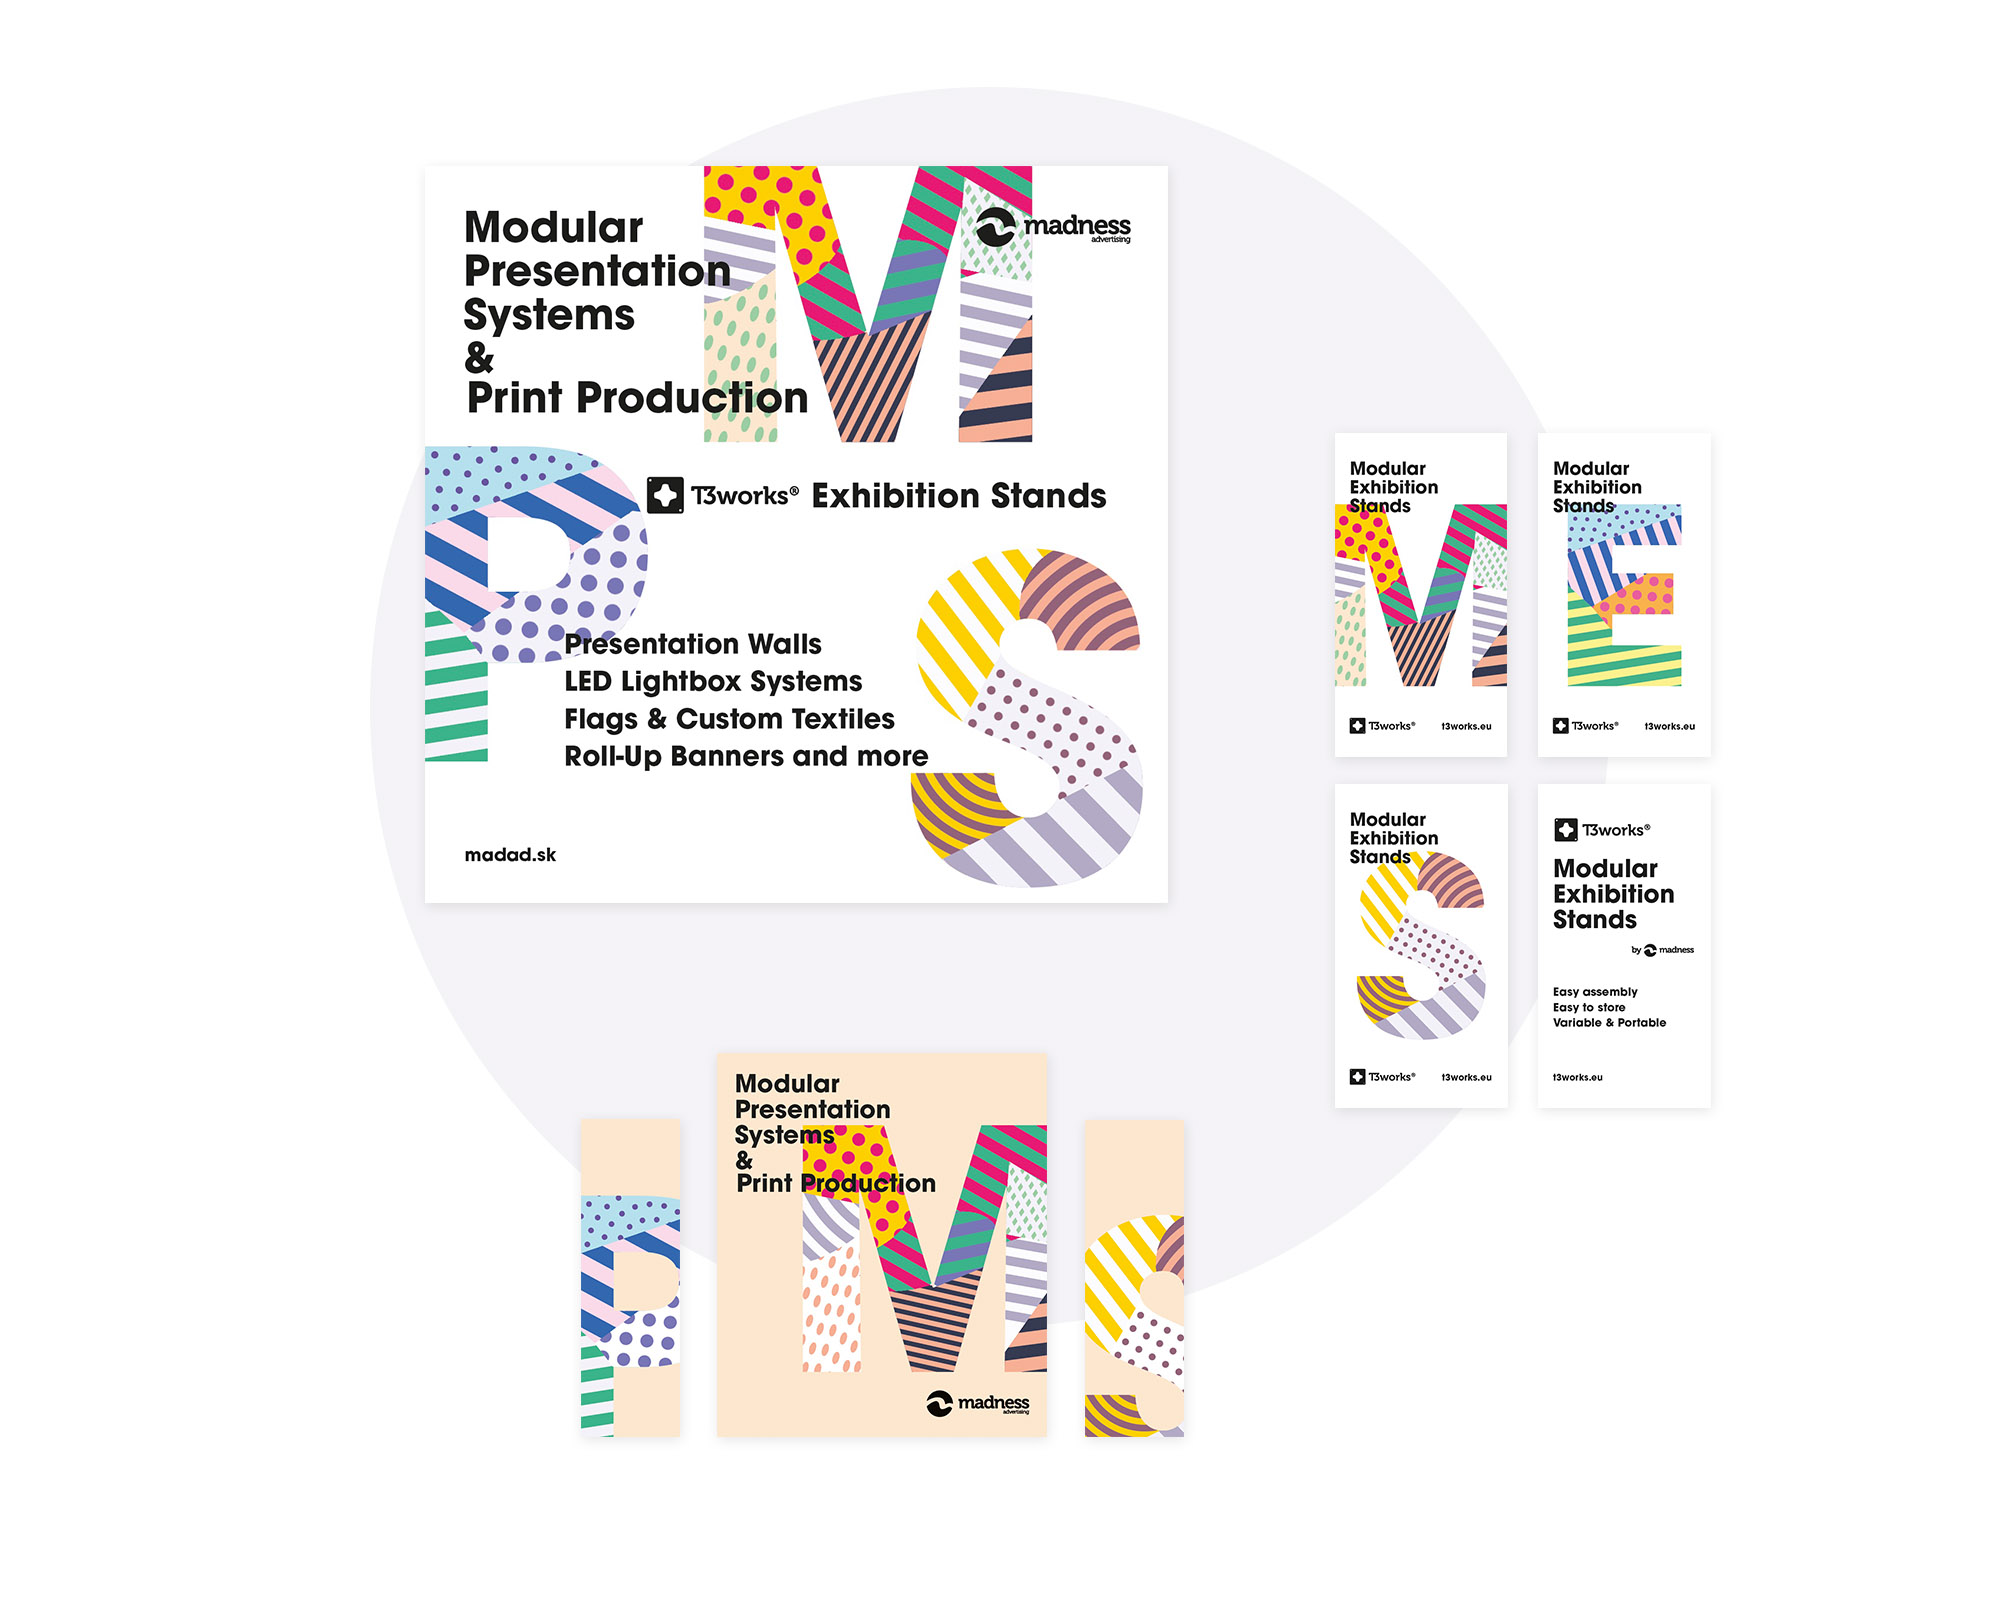 Modular
Presentation
Systems
&
Print Production
madness
advertising
M
P
T3works® Exhibition Stands
Presentation Walls
LED Lightbox Systems
Flags & Custom Textiles
Roll-Up Banners and more
S
madad.sk
Modular
Exhibition
Stands
M
T3works® t3works.eu
Modular
Exhibition
Stands
E
T3works® t3works.eu
Modular
Exhibition
Stands
S
T3works® t3works.eu
T3works®
Modular
Exhibition
Stands
by madness
Easy assembly
Easy to store
Variable & Portable
t3works.eu
P
Modular
Presentation
Systems
&
Print Production
M
madness
advertising
S